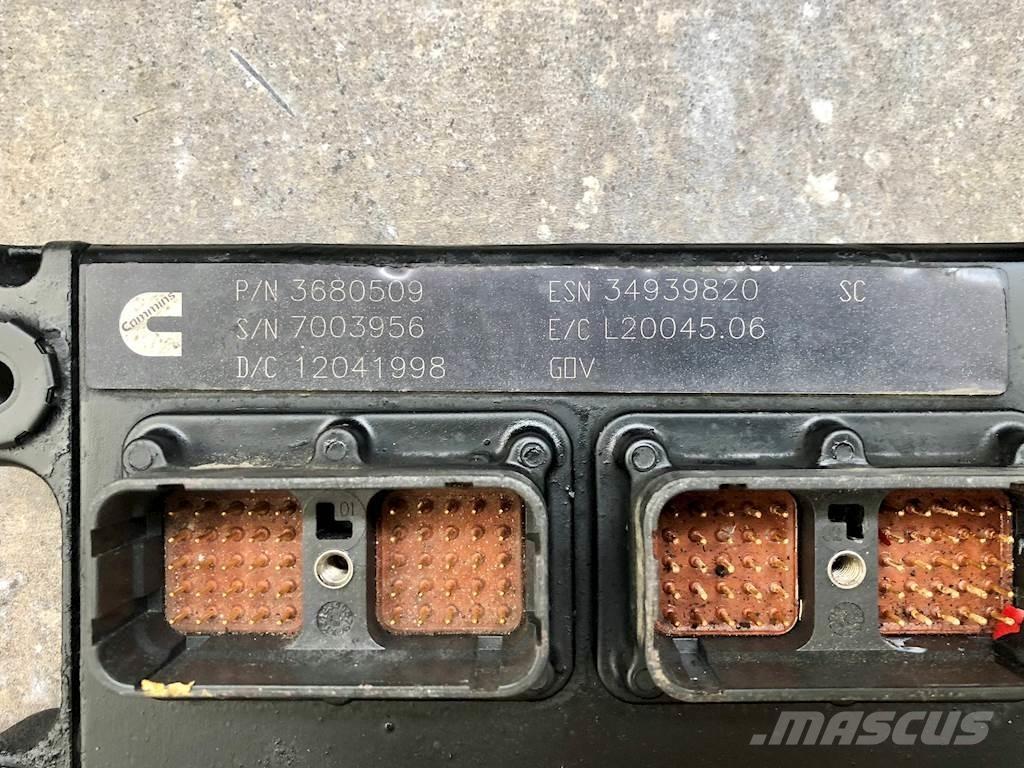 Cummins
P/N 3680509 ESN 34939820 SC
S/N 7003956 E/C L20045.06
D/C 12041998 GOV
01
MASCUS